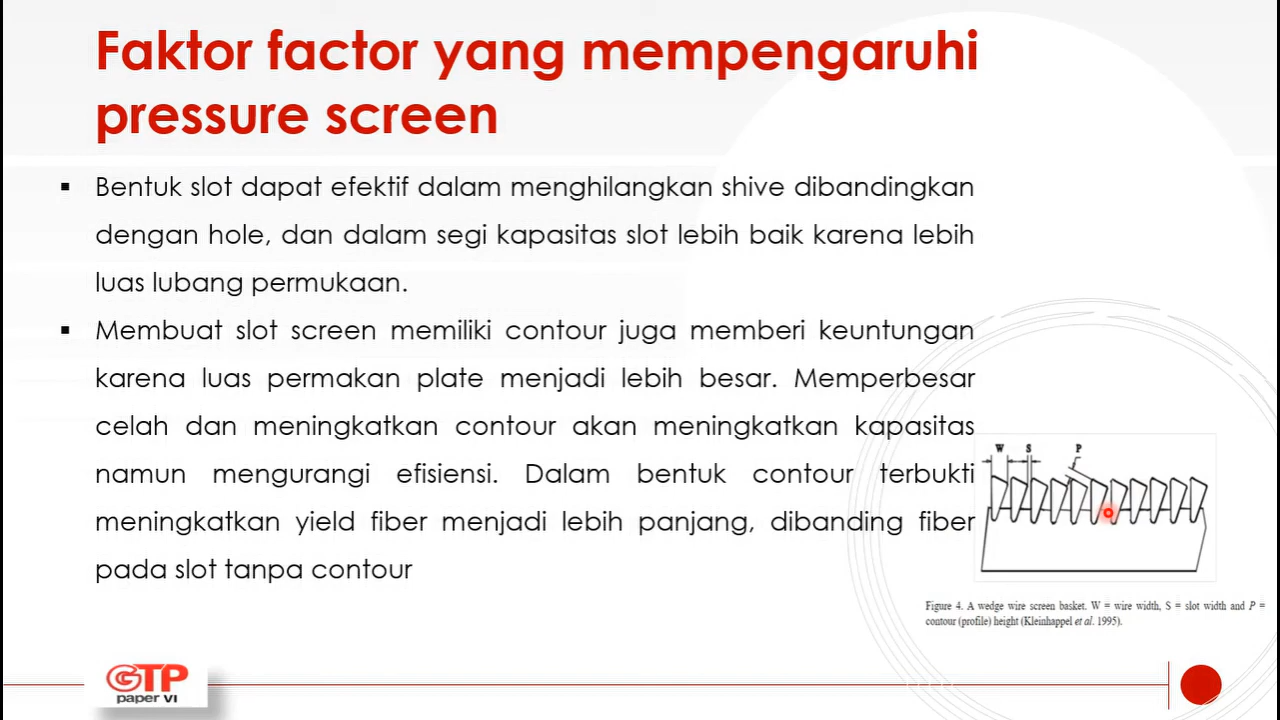 Faktor factor yang mempengaruhi
pressure screen
▪ Bentuk slot dapat efektif dalam menghilangkan shive dibandingkan
dengan hole, dan dalam segi kapasitas slot lebih baik karena lebih
luas lubang permukaan.
▪ Membuat slot screen memiliki contour juga memberi keuntungan
karena luas permakan plate menjadi lebih besar. Memperbesar
celah dan meningkatkan contour akan meningkatkan kapasitas
namun mengurangi efisiensi. Dalam bentuk contour terbukti
meningkatkan yield fiber menjadi lebih panjang, dibanding fiber
pada slot tanpa contour
W S P
Figure 4. A wedge wire screen basket. W = wire width, S = slot width and P =
contour (profile) height (Kleinhappel et al. 1995).
GTP
paper VI